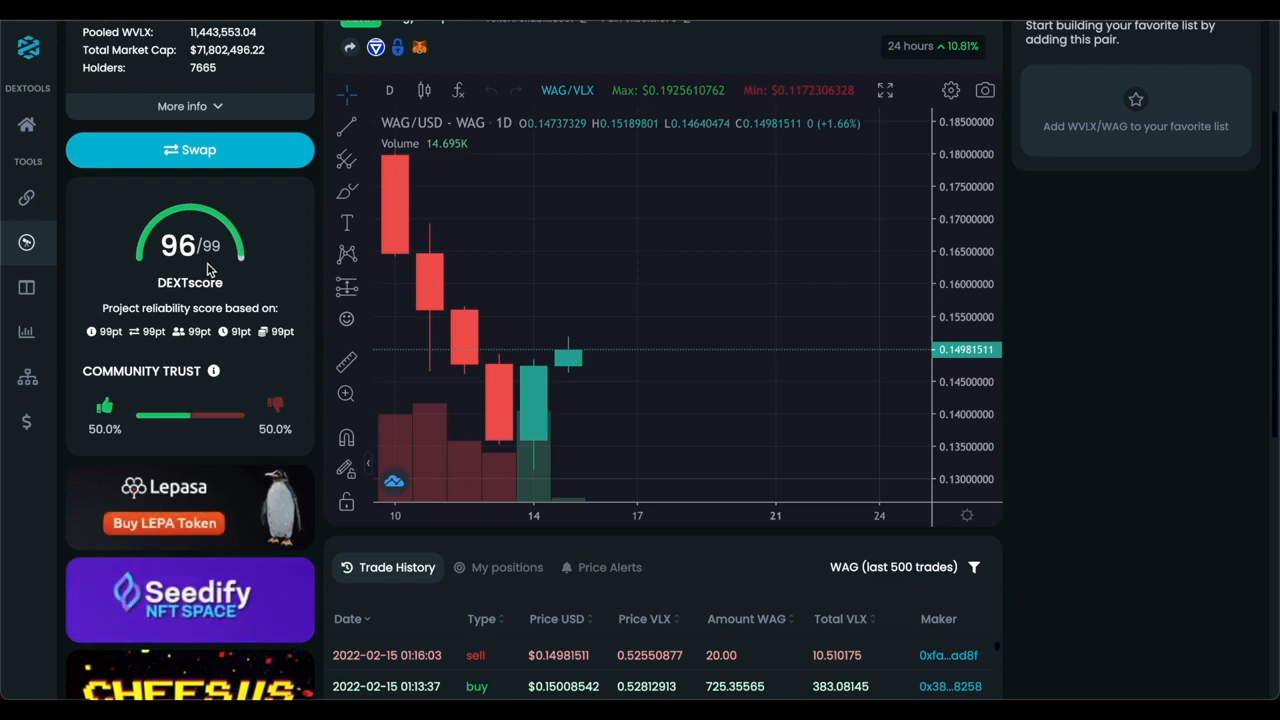 Pooled WVLX: 11,443,553.04
Total Market Cap: $71,802,496.22
Holders: 7665
More info
Swap
96/99
DEXTscore
Project reliability score based on:
99pt 99pt 99pt 91pt 99pt
COMMUNITY TRUST
50.0% 50.0%
Lepasa
Buy LEPA Token
Seedify
NFT SPACE
CHEESUS
DEXTOOLS
TOOLS
24 hours 10.81%
D WAG/VLX Max: $0.1925610762 Min: $0.1172306328
WAG/USD - WAG 1D O0.14737329 H0.15189801 L0.14640474 C0.14981511 0 (+1.66%)
Volume 14.695K
0.18500000
0.18000000
0.17500000
0.17000000
0.16500000
0.16000000
0.15500000
0.14981511
0.14500000
0.14000000
0.13500000
0.13000000
10 14 17 21 24
Trade History My positions Price Alerts WAG (last 500 trades)
Date Type Price USD Price VLX Amount WAG Total VLX Maker
2022-02-15 01:16:03 sell $0.14981511 0.52550877 20.00 10.510175 0xfa...ad8f
2022-02-15 01:13:37 buy $0.15008542 0.52812913 725.35565 383.08145 0x38...8258
Start building your favorite list by
adding this pair.
Add WVLX/WAG to your favorite list